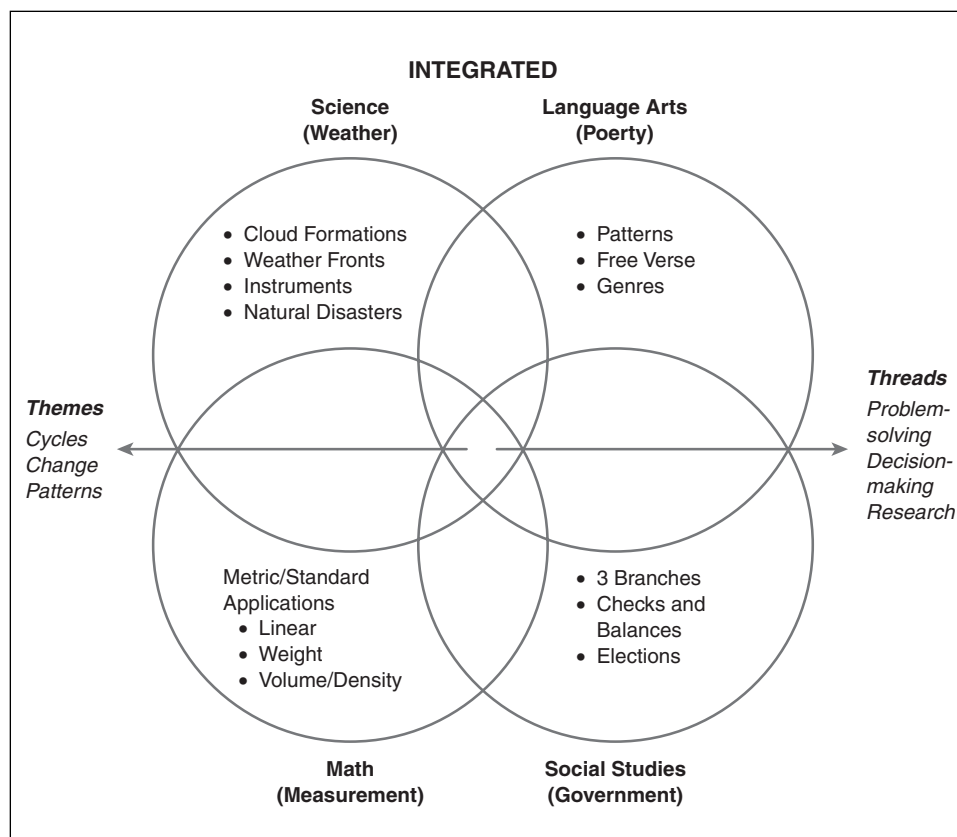 INTEGRATED
Science
(Weather)
Language Arts
(Poerty)
• Cloud Formations
• Weather Fronts
• Instruments
• Natural Disasters
• Patterns
• Free Verse
• Genres
Themes
Cycles
Change
Patterns
Threads
Problem-
solving
Decision-
making
Research
Metric/Standard
Applications
• Linear
• Weight
• Volume/Density
• 3 Branches
• Checks and
Balances
• Elections
Math
(Measurement)
Social Studies
(Government)